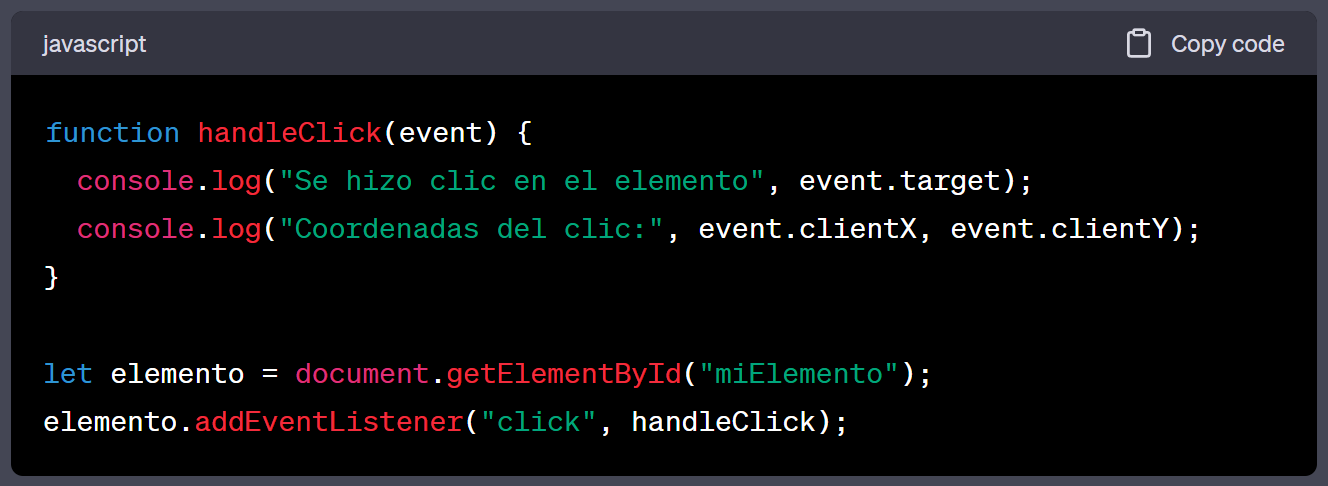 javascript Copy code
function handleClick(event) {
  console.log("Se hizo clic en el elemento", event.target);
  console.log("Coordenadas del clic:", event.clientX, event.clientY);
}
let elemento = document.getElementById("miElemento");
elemento.addEventListener("click", handleClick);